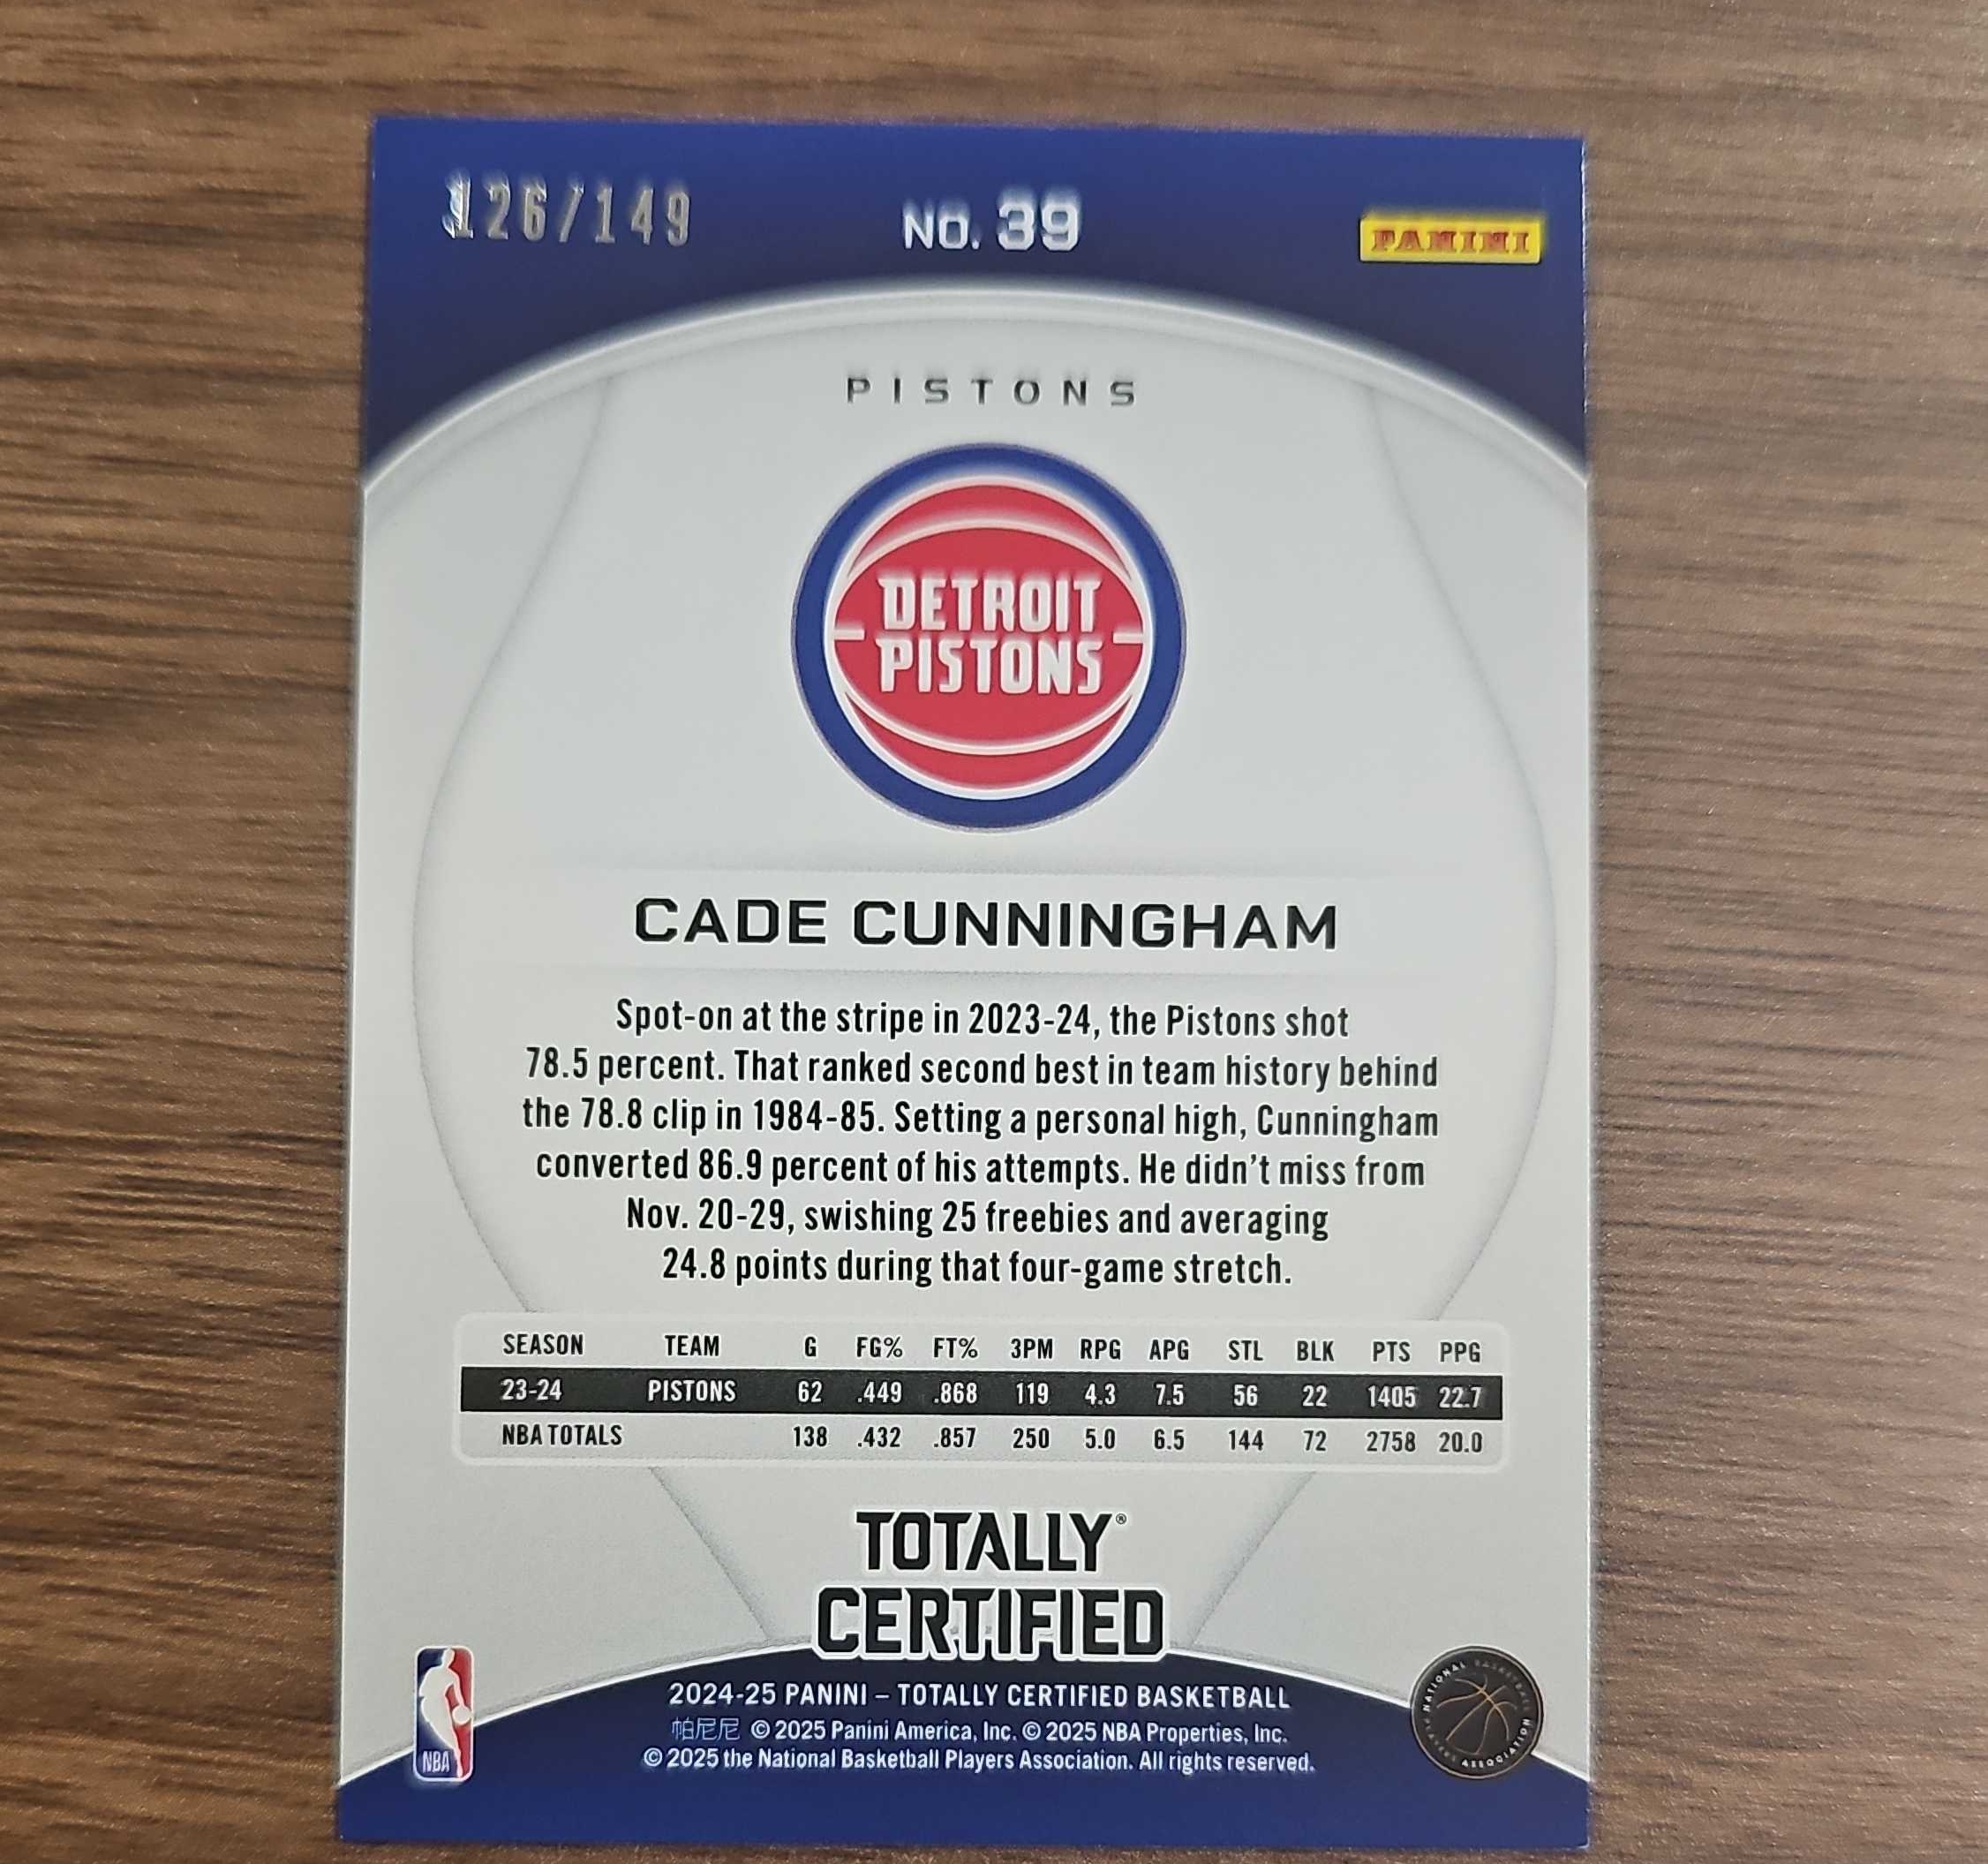 126/149
NO. 39
PANINI
PISTONS
DETROIT
PISTONS
CADE CUNNINGHAM
Spot-on at the stripe in 2023-24, the Pistons shot
78.5 percent. That ranked second best in team history behind
the 78.8 clip in 1984-85. Setting a personal high, Cunningham
converted 86.9 percent of his attempts. He didn't miss from
Nov. 20-29, swishing 25 freebies and averaging
24.8 points during that four-game stretch.
SEASON TEAM G FG% FT% 3PM RPG APG STL BLK PTS PPG
23-24 PISTONS 62 .449 .868 119 4.3 7.5 56 22 1405 22.7
NBA TOTALS 138 .432 .857 250 5.0 6.5 144 72 2758 20.0
TOTALLY®
CERTIFIED
NBA
2024-25 PANINI – TOTALLY CERTIFIED BASKETBALL
帕尼尼 © 2025 Panini America, Inc. © 2025 NBA Properties, Inc.
© 2025 the National Basketball Players Association. All rights reserved.
NATIONAL BASKETBALL PLAYERS ASSOCIATION